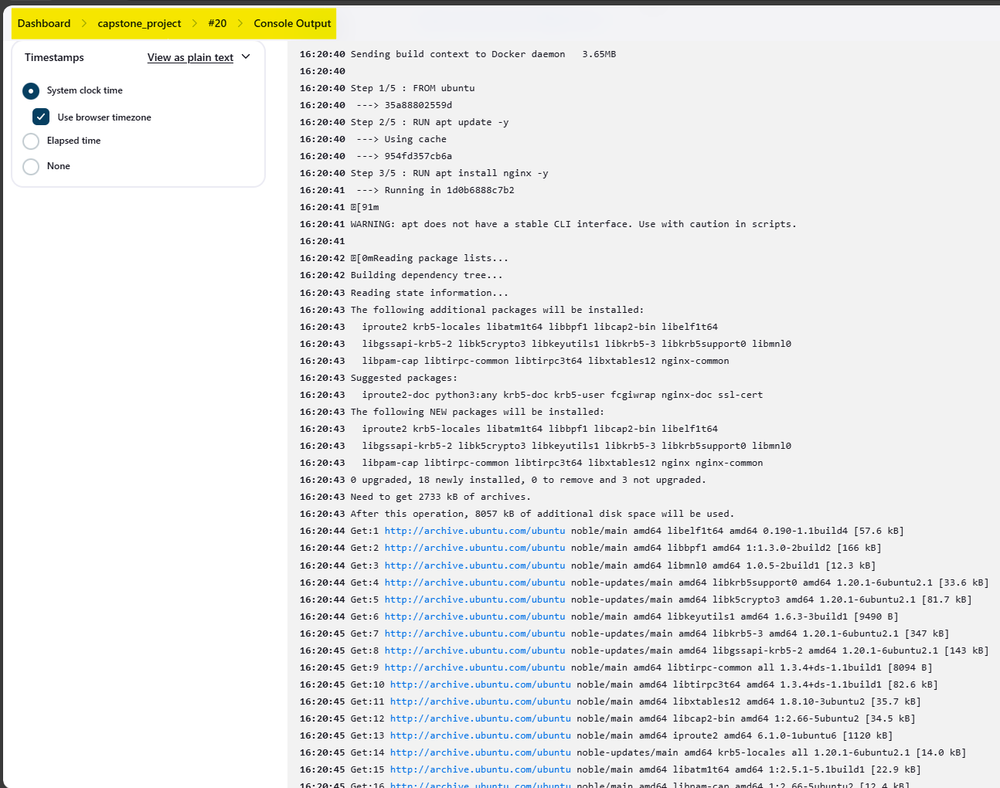 Dashboard > capstone_project > #20 > Console Output
Timestamps View as plain text
System clock time
Use browser timezone
Elapsed time
None
16:20:40 Sending build context to Docker daemon   3.65MB
16:20:40
16:20:40 Step 1/5 : FROM ubuntu
16:20:40  ---> 35a88802559d
16:20:40 Step 2/5 : RUN apt update -y
16:20:40  ---> Using cache
16:20:40  ---> 954fd357cb6a
16:20:40 Step 3/5 : RUN apt install nginx -y
16:20:41  ---> Running in 1d0b6888c7b2
16:20:41 [91m
16:20:41 WARNING: apt does not have a stable CLI interface. Use with caution in scripts.
16:20:41
16:20:42 [0mReading package lists...
16:20:42 Building dependency tree...
16:20:43 Reading state information...
16:20:43 The following additional packages will be installed:
16:20:43   iproute2 krb5-locales libatm1t64 libbpf1 libcap2-bin libelf1t64
16:20:43   libgssapi-krb5-2 libk5crypto3 libkeyutils1 libkrb5-3 libkrb5support0 libmnl0
16:20:43   libpam-cap libtirpc-common libtirpc3t64 libxtables12 nginx-common
16:20:43 Suggested packages:
16:20:43   iproute2-doc python3:any krb5-doc krb5-user fcgiwrap nginx-doc ssl-cert
16:20:43 The following NEW packages will be installed:
16:20:43   iproute2 krb5-locales libatm1t64 libbpf1 libcap2-bin libelf1t64
16:20:43   libgssapi-krb5-2 libk5crypto3 libkeyutils1 libkrb5-3 libkrb5support0 libmnl0
16:20:43   libpam-cap libtirpc-common libtirpc3t64 libxtables12 nginx nginx-common
16:20:43 0 upgraded, 18 newly installed, 0 to remove and 3 not upgraded.
16:20:43 Need to get 2733 kB of archives.
16:20:43 After this operation, 8057 kB of additional disk space will be used.
16:20:44 Get:1 http://archive.ubuntu.com/ubuntu noble/main amd64 libelf1t64 amd64 0.190-1.1build4 [57.6 kB]
16:20:44 Get:2 http://archive.ubuntu.com/ubuntu noble/main amd64 libbpf1 amd64 1:1.3.0-2build2 [166 kB]
16:20:44 Get:3 http://archive.ubuntu.com/ubuntu noble/main amd64 libmnl0 amd64 1.0.5-2build1 [12.3 kB]
16:20:44 Get:4 http://archive.ubuntu.com/ubuntu noble-updates/main amd64 libkrb5support0 amd64 1.20.1-6ubuntu2.1 [33.6 kB]
16:20:44 Get:5 http://archive.ubuntu.com/ubuntu noble-updates/main amd64 libk5crypto3 amd64 1.20.1-6ubuntu2.1 [81.7 kB]
16:20:44 Get:6 http://archive.ubuntu.com/ubuntu noble/main amd64 libkeyutils1 amd64 1.6.3-3build1 [9490 B]
16:20:45 Get:7 http://archive.ubuntu.com/ubuntu noble-updates/main amd64 libkrb5-3 amd64 1.20.1-6ubuntu2.1 [347 kB]
16:20:45 Get:8 http://archive.ubuntu.com/ubuntu noble-updates/main amd64 libgssapi-krb5-2 amd64 1.20.1-6ubuntu2.1 [143 kB]
16:20:45 Get:9 http://archive.ubuntu.com/ubuntu noble/main amd64 libtirpc-common all 1.3.4+ds-1.1build1 [8094 B]
16:20:45 Get:10 http://archive.ubuntu.com/ubuntu noble/main amd64 libtirpc3t64 amd64 1.3.4+ds-1.1build1 [82.6 kB]
16:20:45 Get:11 http://archive.ubuntu.com/ubuntu noble/main amd64 libxtables12 amd64 1.8.10-3ubuntu2 [35.7 kB]
16:20:45 Get:12 http://archive.ubuntu.com/ubuntu noble/main amd64 libcap2-bin amd64 1:2.66-5ubuntu2 [34.5 kB]
16:20:45 Get:13 http://archive.ubuntu.com/ubuntu noble/main amd64 iproute2 amd64 6.1.0-1ubuntu6 [1120 kB]
16:20:45 Get:14 http://archive.ubuntu.com/ubuntu noble-updates/main amd64 krb5-locales all 1.20.1-6ubuntu2.1 [14.0 kB]
16:20:45 Get:15 http://archive.ubuntu.com/ubuntu noble/main amd64 libatm1t64 amd64 1:2.5.1-5.1build1 [22.9 kB]
16:20:45 Get:16 http://archive.ubuntu.com/ubuntu noble/main amd64 libpam-cap amd64 1:2.66-5ubuntu2 [12.4 kB]